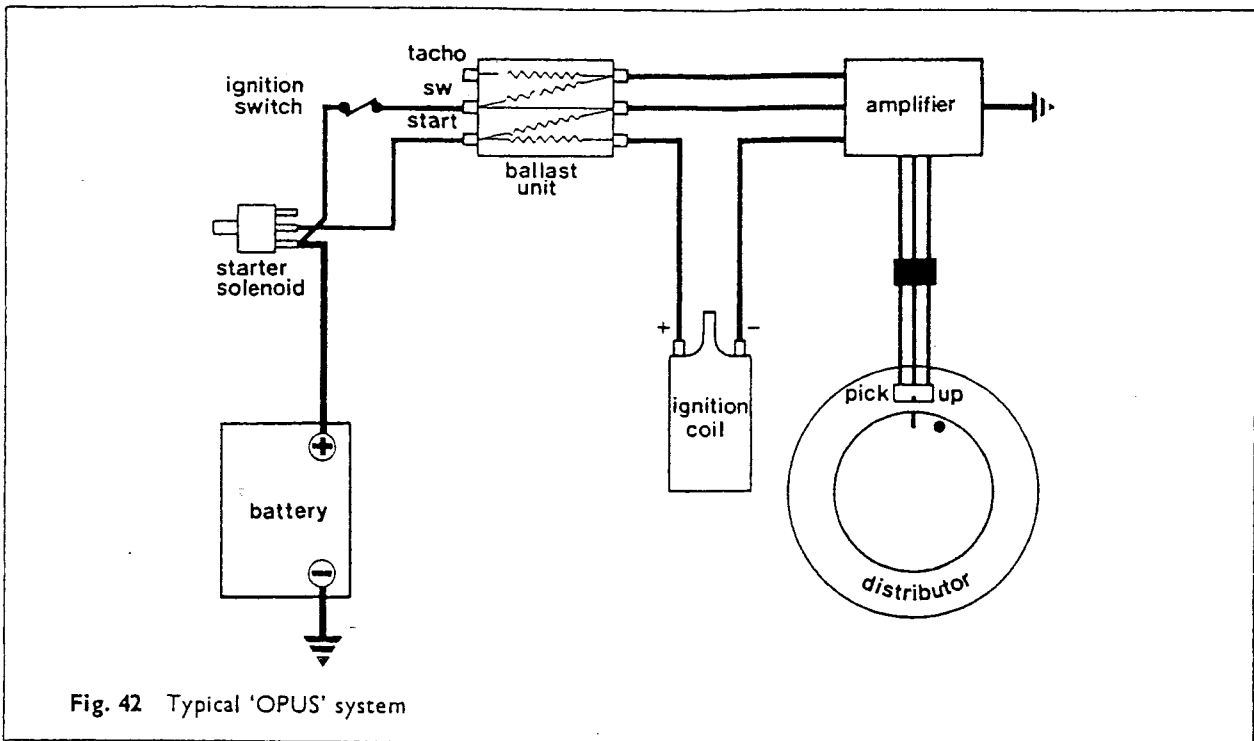 tacho
ignition
switch
sw
start
ballast
unit
amplifier
starter
solenoid
+
−
pick up
ignition
coil
+
battery
−
distributor
Fig. 42 Typical 'OPUS' system